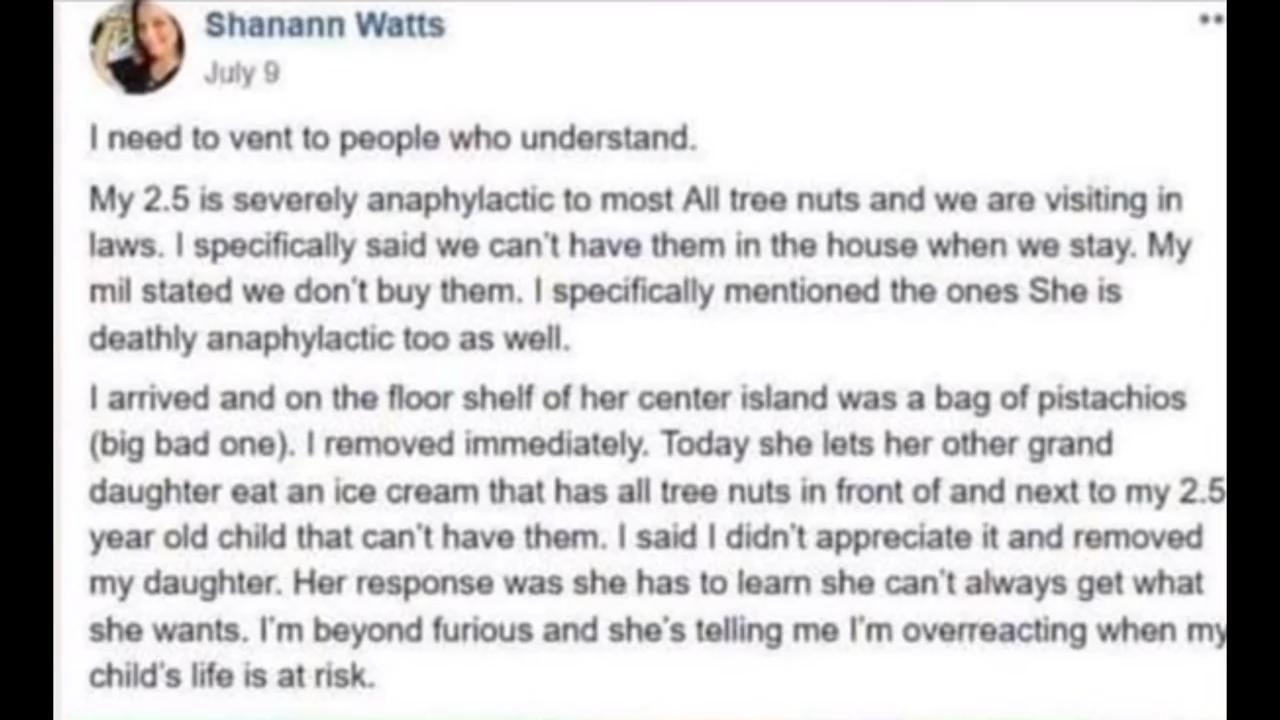 Shanann Watts
July 9
I need to vent to people who understand.
My 2.5 is severely anaphylactic to most All tree nuts and we are visiting in
laws. I specifically said we can't have them in the house when we stay. My
mil stated we don't buy them. I specifically mentioned the ones She is
deathly anaphylactic too as well.
I arrived and on the floor shelf of her center island was a bag of pistachios
(big bad one). I removed immediately. Today she lets her other grand
daughter eat an ice cream that has all tree nuts in front of and next to my 2.5
year old child that can't have them. I said I didn't appreciate it and removed
my daughter. Her response was she has to learn she can't always get what
she wants. I'm beyond furious and she's telling me I'm overreacting when my
child's life is at risk.